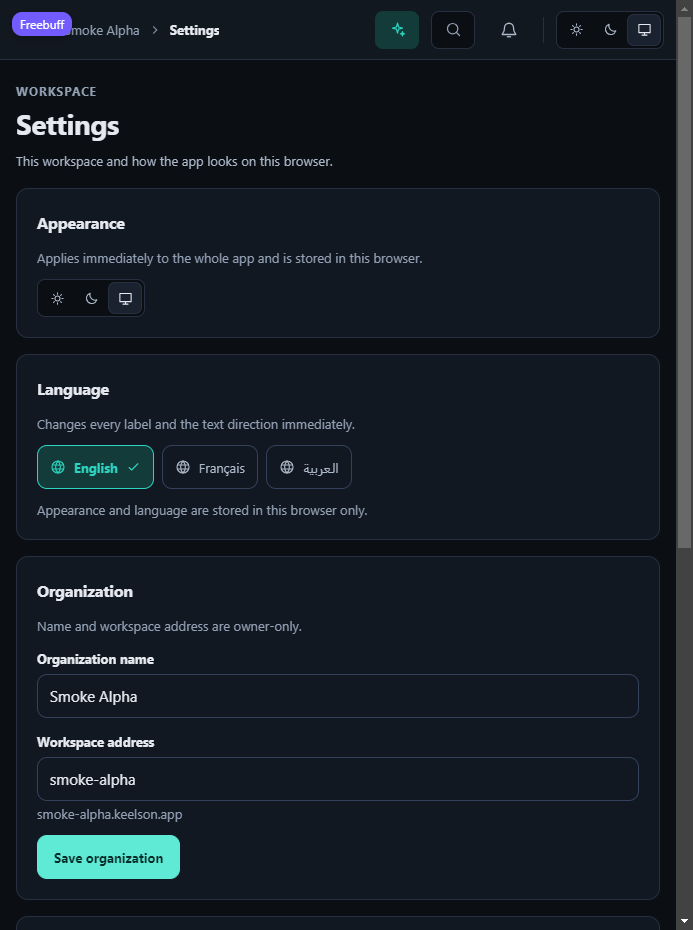 Freebuff
moke Alpha > Settings
WORKSPACE
Settings
This workspace and how the app looks on this browser.
Appearance
Applies immediately to the whole app and is stored in this browser.
Language
Changes every label and the text direction immediately.
English Français العربية
Appearance and language are stored in this browser only.
Organization
Name and workspace address are owner-only.
Organization name
Smoke Alpha
Workspace address
smoke-alpha
smoke-alpha.keelson.app
Save organization